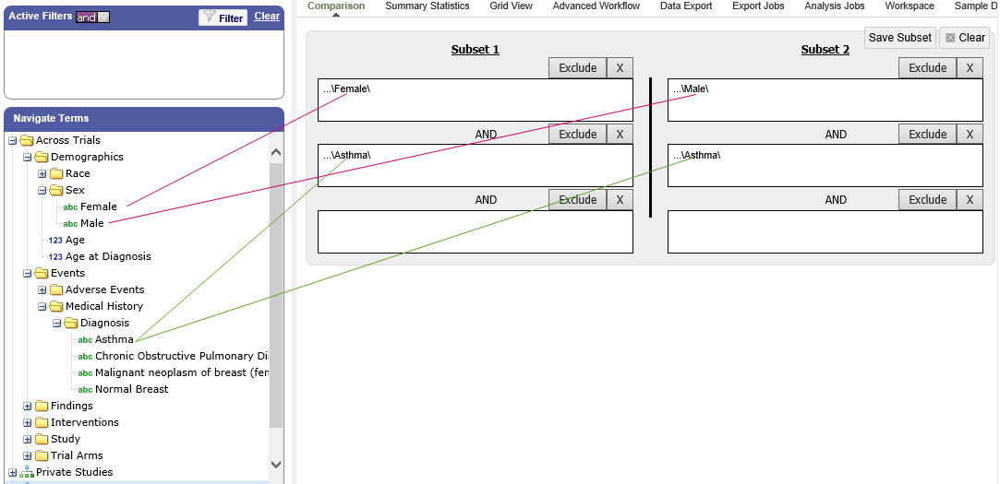 Active Filters and or Filter Clear
Navigate Terms
Across Trials
Demographics
Race
Sex
abc Female
abc Male
123 Age
123 Age at Diagnosis
Events
Adverse Events
Medical History
Diagnosis
abc Asthma
abc Chronic Obstructive Pulmonary Di
abc Malignant neoplasm of breast (fen
abc Normal Breast
Findings
Interventions
Study
Trial Arms
Private Studies
Comparison Summary Statistics Grid View Advanced Workflow Data Export Export Jobs Analysis Jobs Workspace Sample D
Save Subset Clear
Subset 1
Exclude X
...\Female\
AND Exclude X
...\Asthma\
AND Exclude X
Subset 2
Exclude X
...\Male\
AND Exclude X
...\Asthma\
AND Exclude X